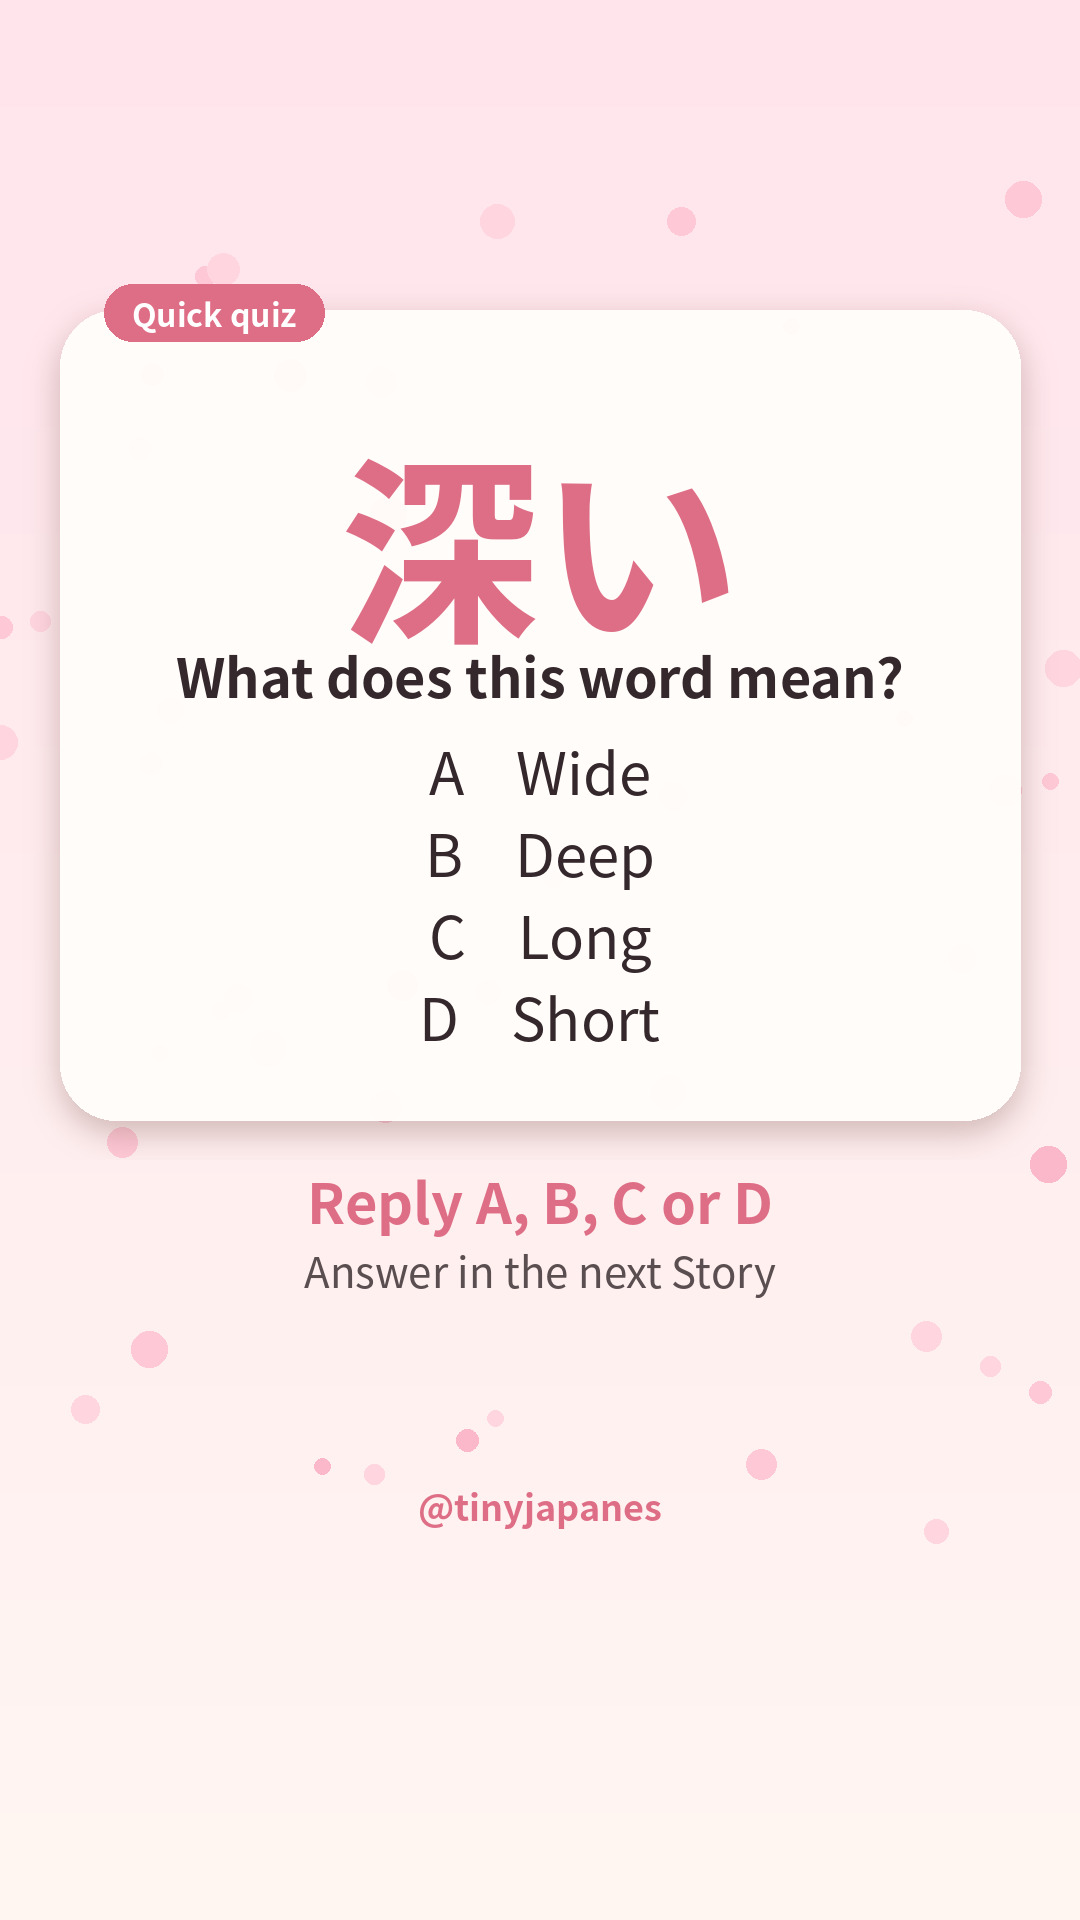 Quick quiz
深い
What does this word mean?
A Wide
B Deep
C Long
D Short
Reply A, B, C or D
Answer in the next Story
@tinyjapanes